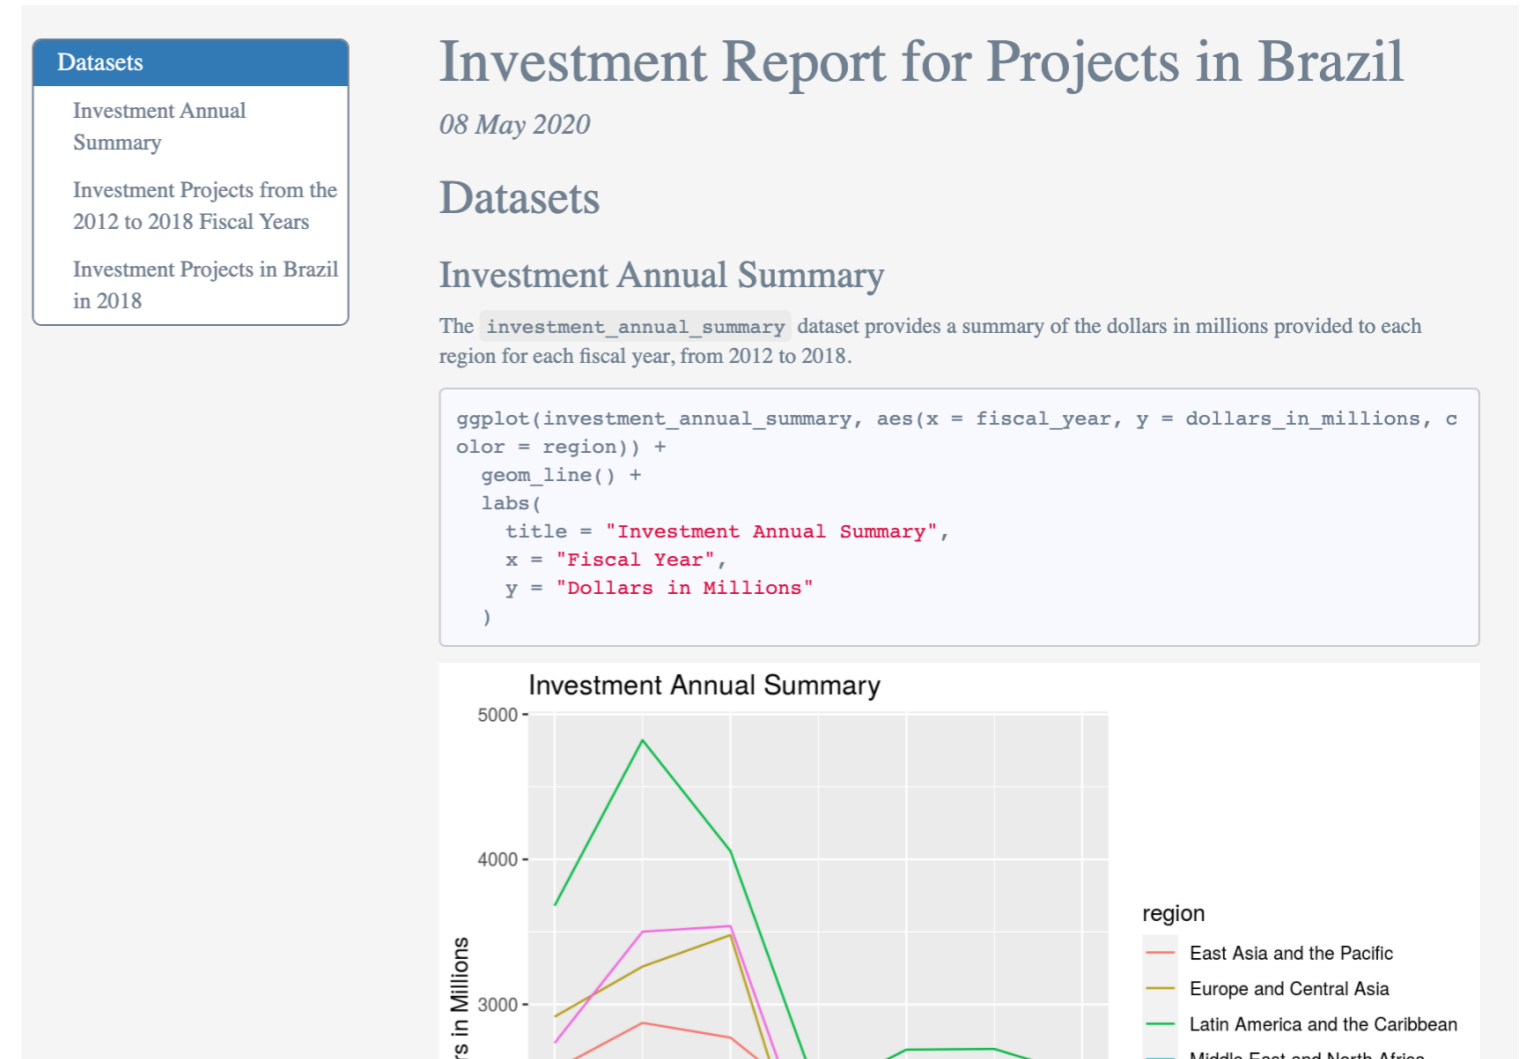 Datasets
Investment Annual
Summary
Investment Projects from the
2012 to 2018 Fiscal Years
Investment Projects in Brazil
in 2018
Investment Report for Projects in Brazil
08 May 2020
Datasets
Investment Annual Summary
The investment_annual_summary dataset provides a summary of the dollars in millions provided to each
region for each fiscal year, from 2012 to 2018.
ggplot(investment_annual_summary, aes(x = fiscal_year, y = dollars_in_millions, c
olor = region)) +
  geom_line() +
  labs(
    title = "Investment Annual Summary",
    x = "Fiscal Year",
    y = "Dollars in Millions"
  )
Investment Annual Summary
5000
4000
3000
rs in Millions
region
East Asia and the Pacific
Europe and Central Asia
Latin America and the Caribbean
Middle East and North Africa